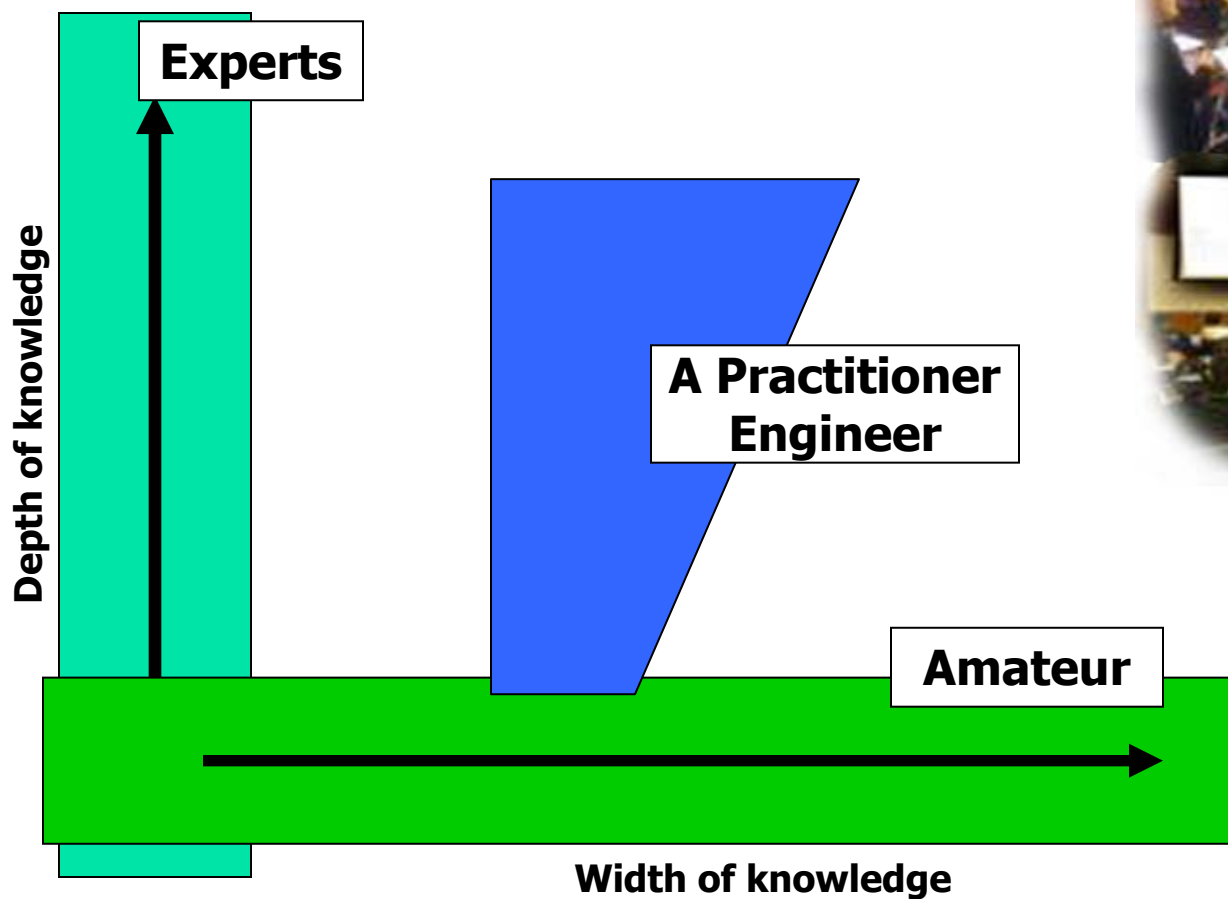 Experts
Depth of knowledge
A Practitioner
Engineer
Amateur
Width of knowledge